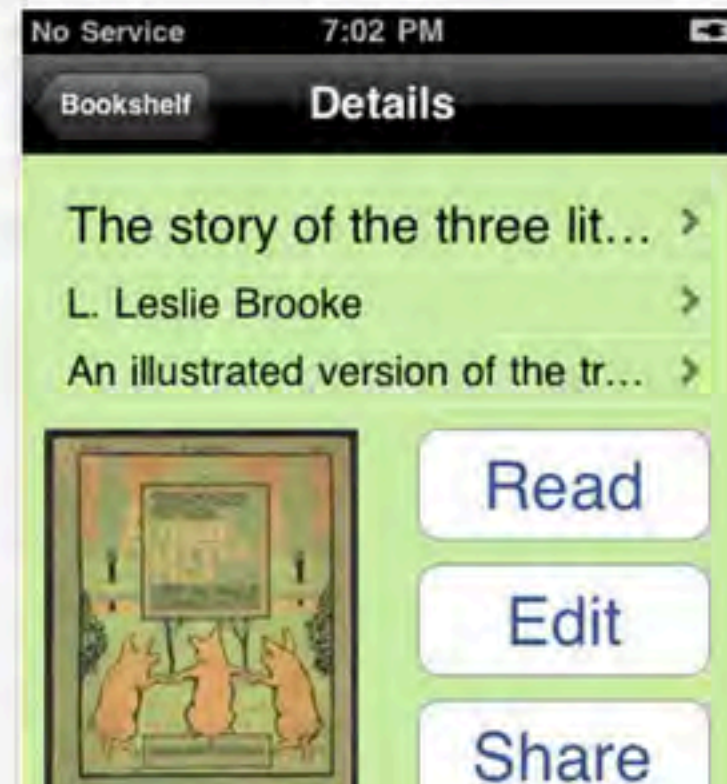 No Service 7:02 PM
Bookshelf Details
The story of the three lit...
L. Leslie Brooke
An illustrated version of the tr...
Read
Edit
Share